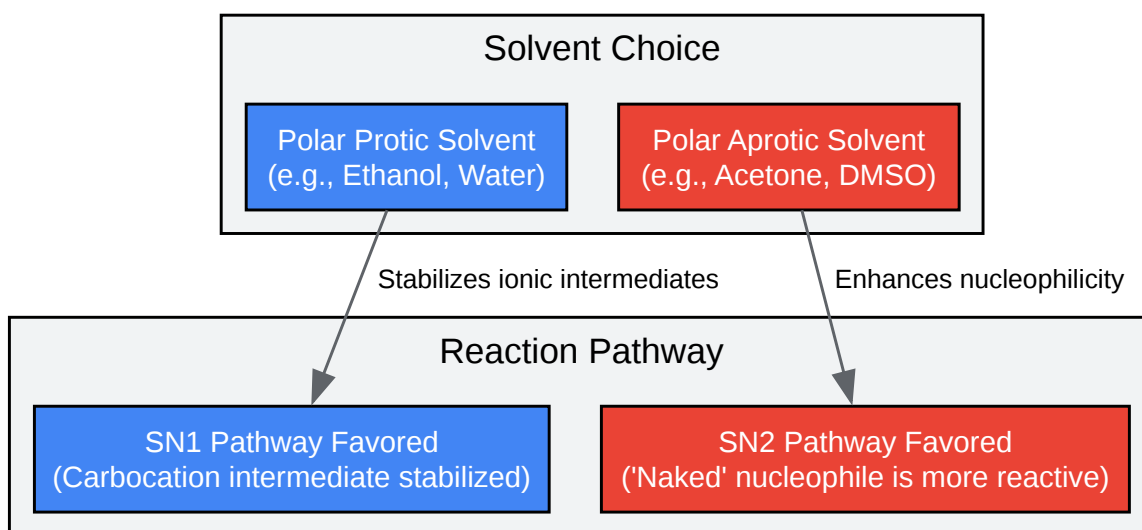 Solvent Choice
Polar Protic Solvent
(e.g., Ethanol, Water)
Polar Aprotic Solvent
(e.g., Acetone, DMSO)
Stabilizes ionic intermediates
Enhances nucleophilicity
Reaction Pathway
SN1 Pathway Favored
(Carbocation intermediate stabilized)
SN2 Pathway Favored
('Naked' nucleophile is more reactive)